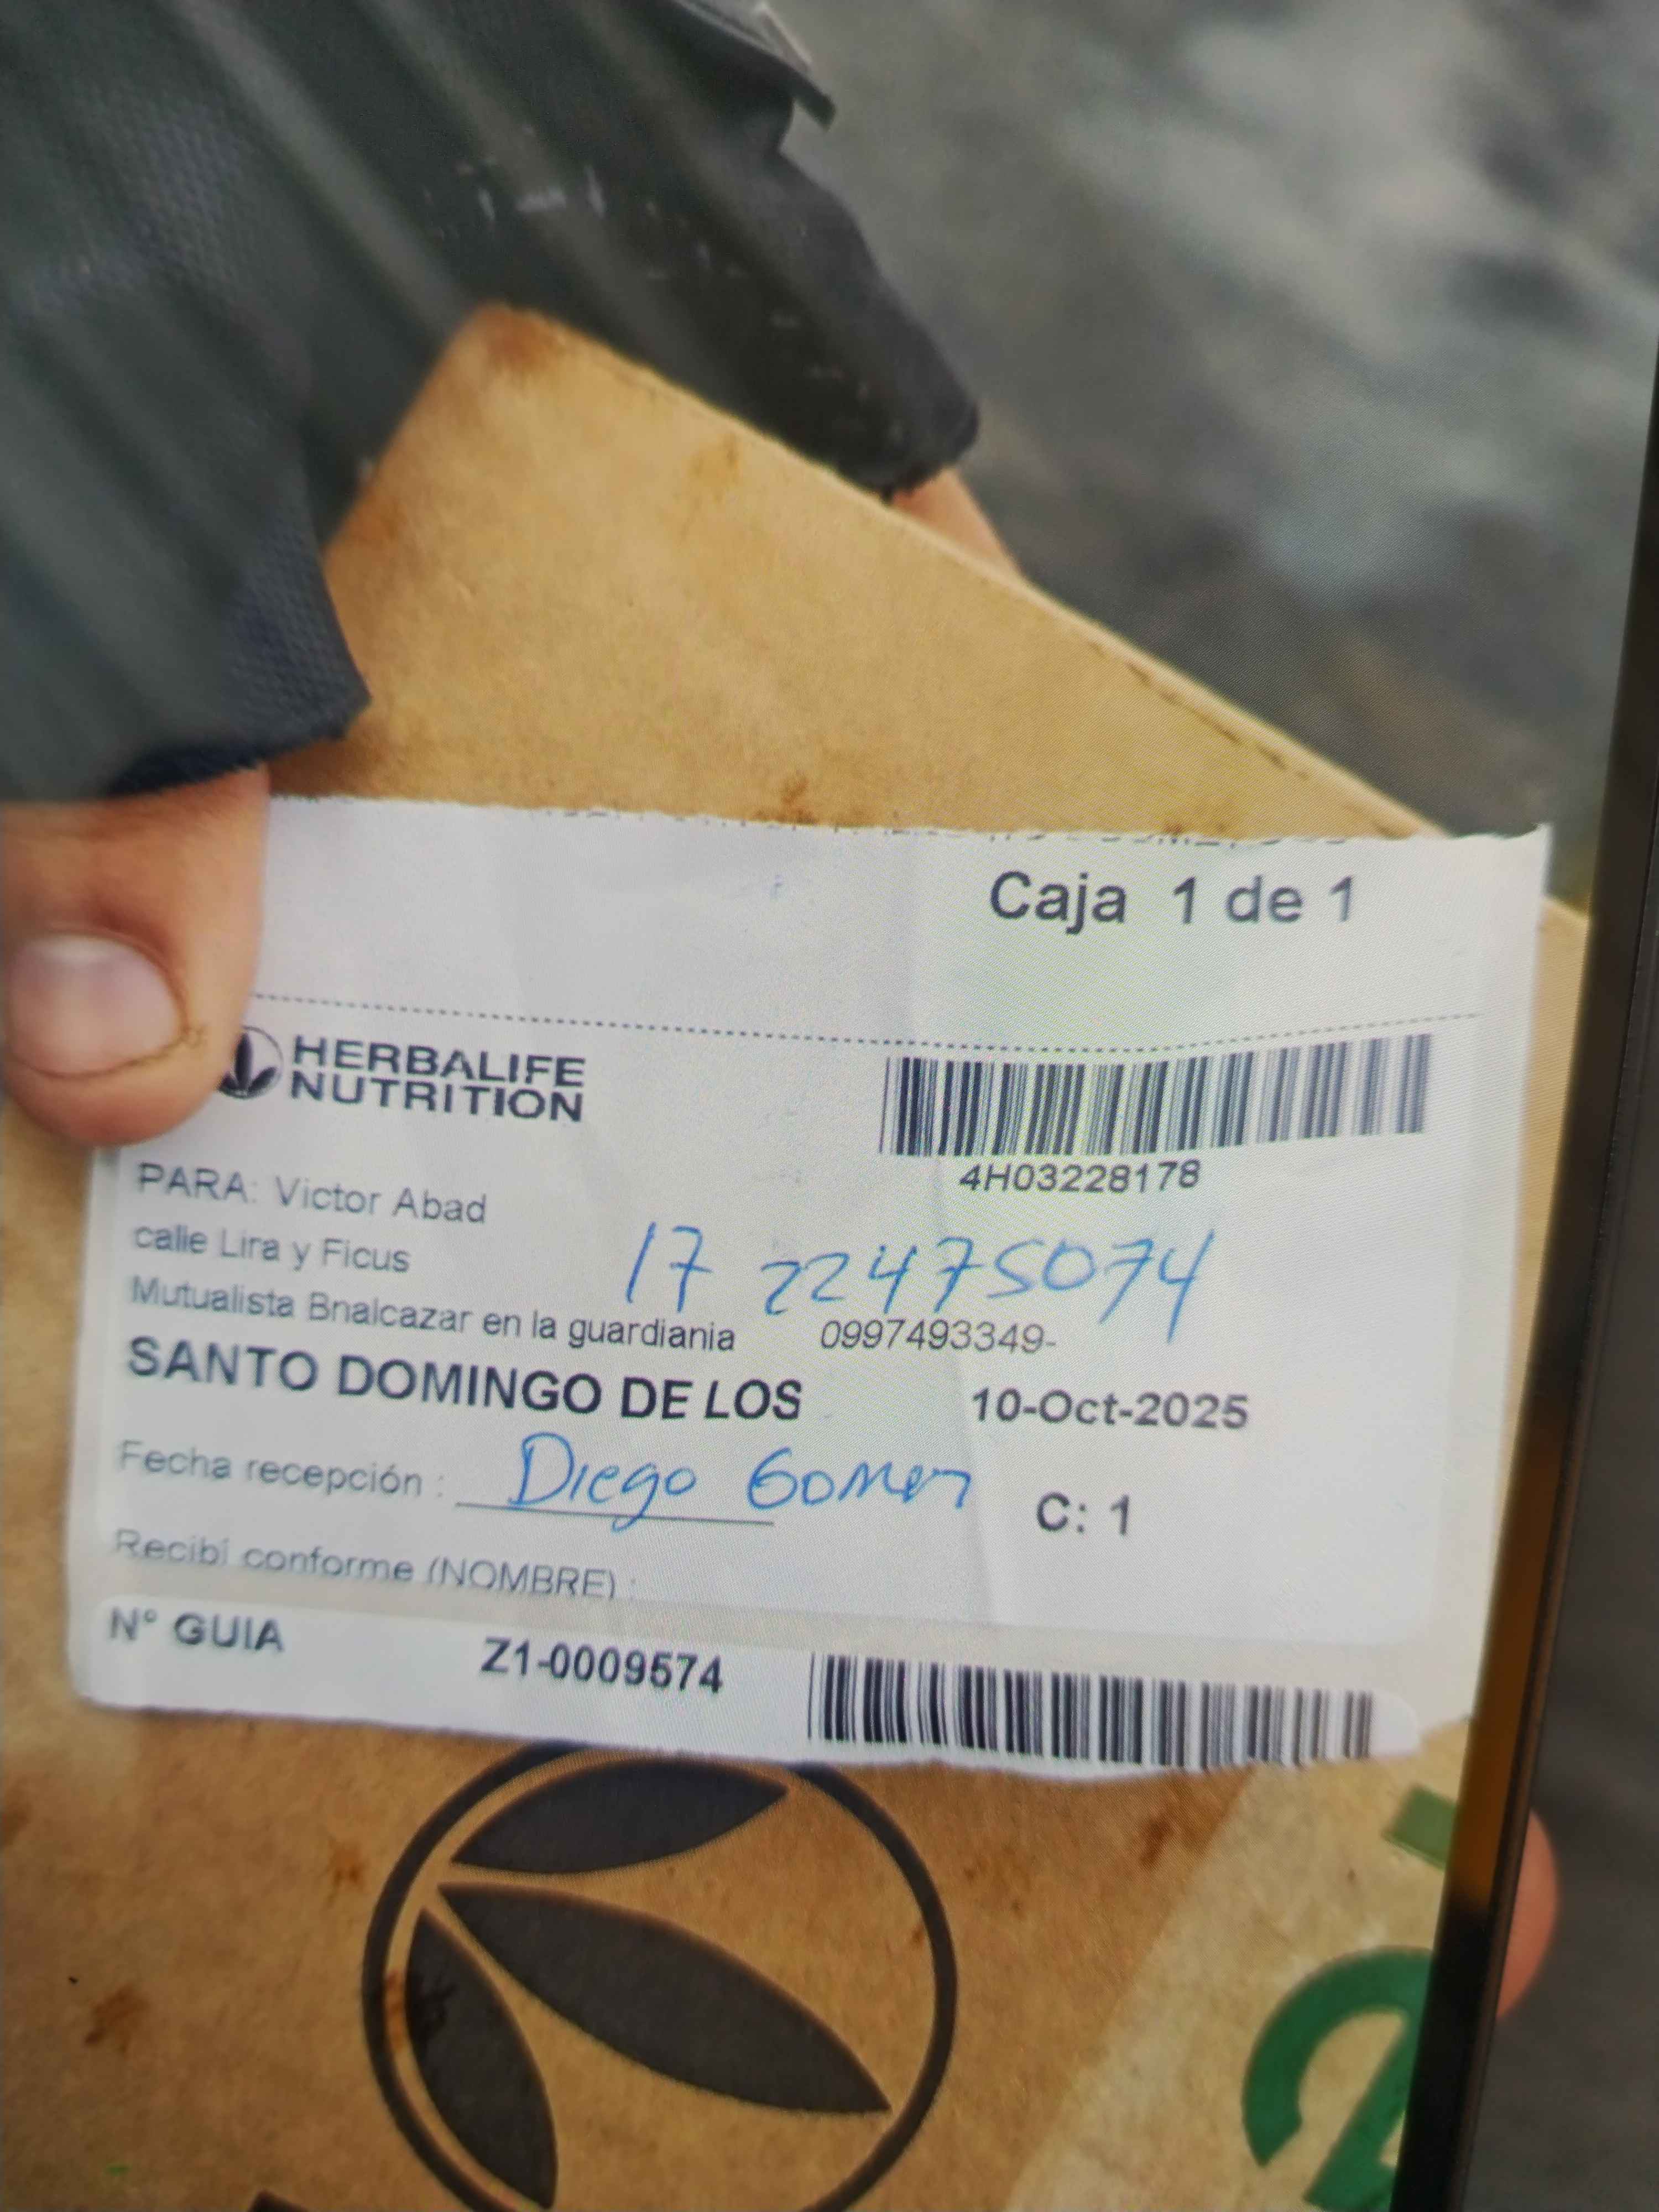 Caja 1 de 1
HERBALIFE
NUTRITION
4H03228178
PARA: Victor Abad
calle Lira y Ficus
17 22475074
Mutualista Bnalcazar en la guardiania 0997493349-
SANTO DOMINGO DE LOS 10-Oct-2025
Fecha recepción : Diego Gomez
C: 1
Recibí conforme (NOMBRE) :
N° GUIA Z1-0009574